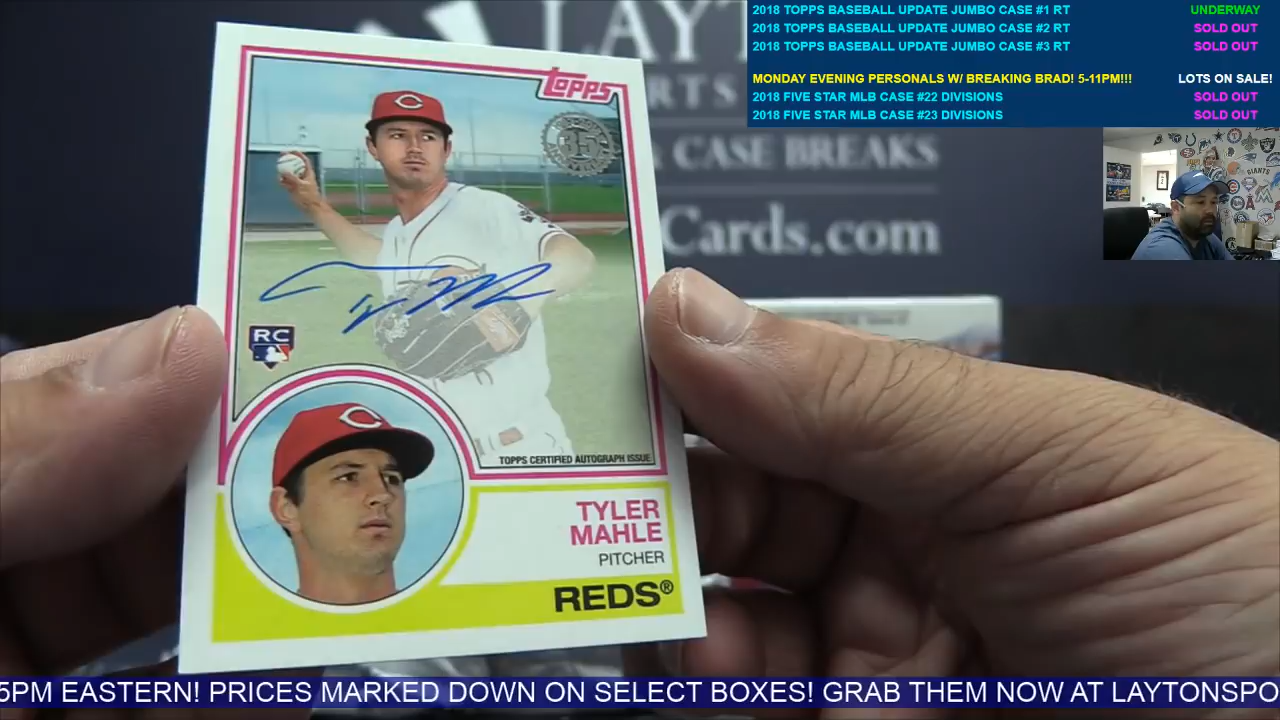 2018 TOPPS BASEBALL UPDATE JUMBO CASE #1 RT UNDERWAY
2018 TOPPS BASEBALL UPDATE JUMBO CASE #2 RT SOLD OUT
2018 TOPPS BASEBALL UPDATE JUMBO CASE #3 RT SOLD OUT
MONDAY EVENING PERSONALS W/ BREAKING BRAD! 5-11PM!!! LOTS ON SALE!
2018 FIVE STAR MLB CASE #22 DIVISIONS SOLD OUT
2018 FIVE STAR MLB CASE #23 DIVISIONS SOLD OUT
LAYT
RTS
CASE BREAKS
Cards.com
topps
35
RC
TOPPS CERTIFIED AUTOGRAPH ISSUE
TYLER
MAHLE
PITCHER
REDS®
GIANTS
5PM EASTERN! PRICES MARKED DOWN ON SELECT BOXES! GRAB THEM NOW AT LAYTONSPO